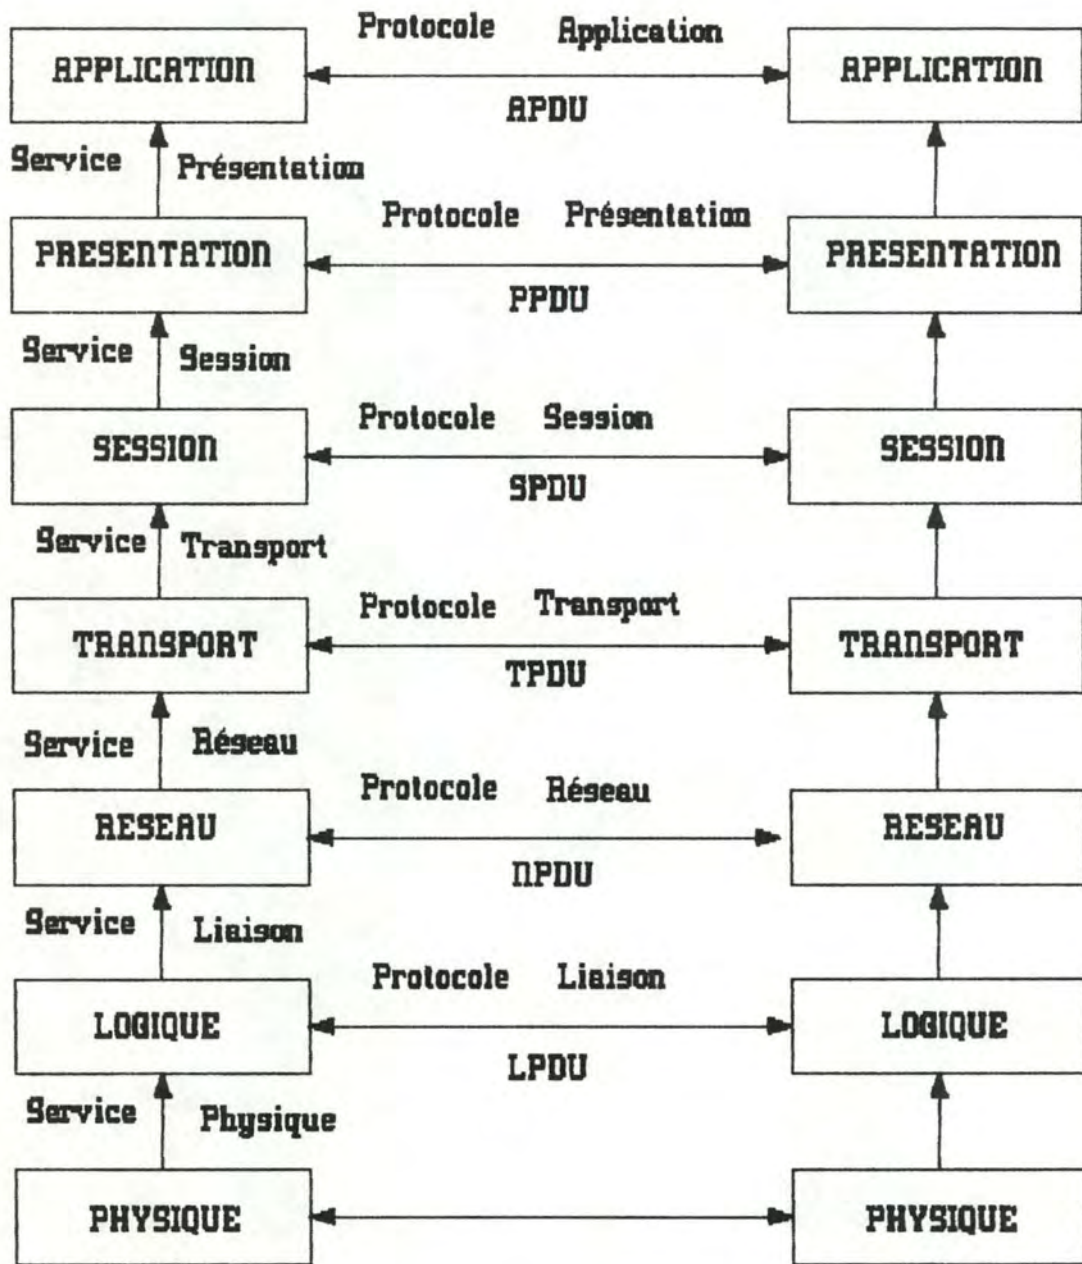 Protocole Application
APPLICATION APPLICATION
APDU
Service Présentation
Protocole Présentation
PRESENTATION PRESENTATION
PPDU
Service Session
Protocole Session
SESSION SESSION
SPDU
Service Transport
Protocole Transport
TRANSPORT TRANSPORT
TPDU
Service Réseau
Protocole Réseau
RESEAU RESEAU
NPDU
Service Liaison
Protocole Liaison
LOGIQUE LOGIQUE
LPDU
Service Physique
PHYSIQUE PHYSIQUE